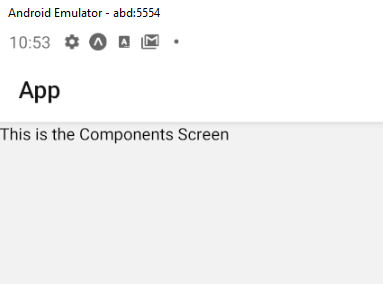 Android Emulator - abd:5554
10:53
App
This is the Components Screen